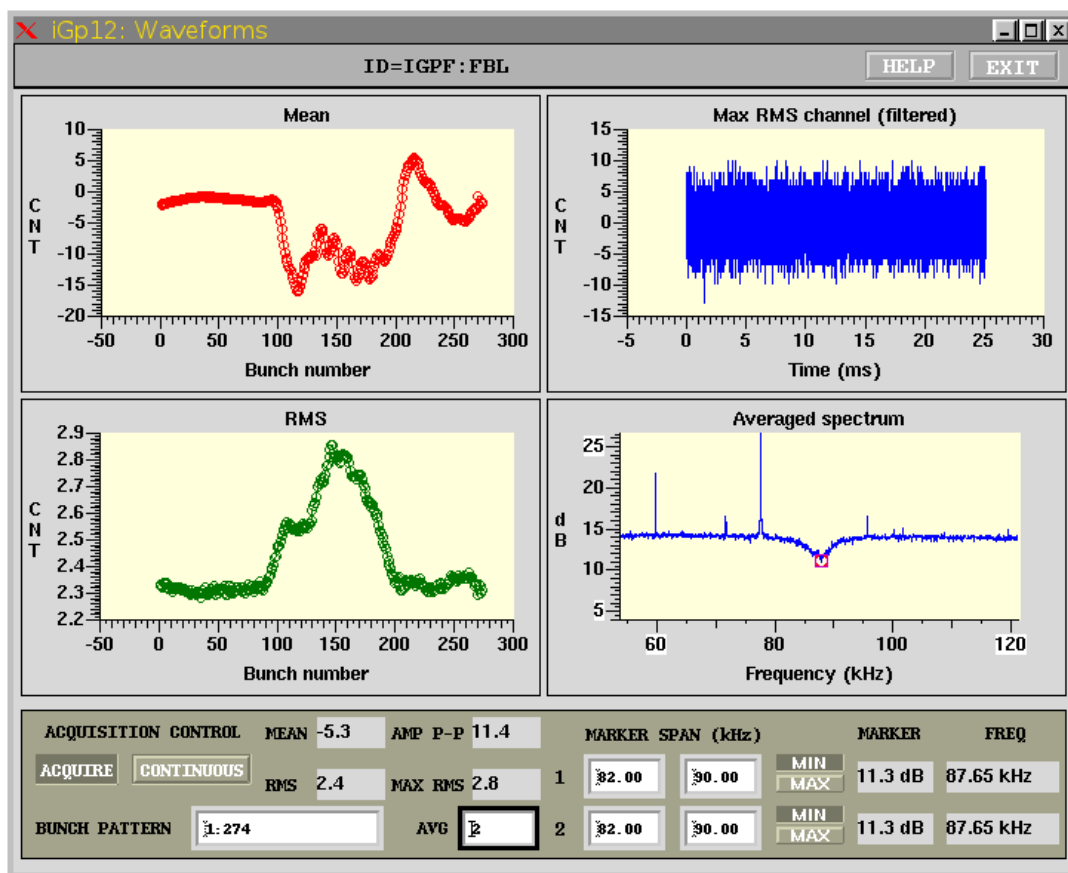 iGp12: Waveforms
ID=IGPF:FBL HELP EXIT
Mean
10
5
0
-5
-10
-15
-20
CNT
-50 0 50 100 150 200 250 300
Bunch number
Max RMS channel (filtered)
15
10
5
0
-5
-10
-15
CNT
-5 0 5 10 15 20 25 30
Time (ms)
RMS
2.9
2.8
2.7
2.6
2.5
2.4
2.3
2.2
CNT
-50 0 50 100 150 200 250 300
Bunch number
Averaged spectrum
25
20
15
10
5
dB
60 80 100 120
Frequency (kHz)
ACQUISITION CONTROL MEAN -5.3 AMP P-P 11.4
ACQUIRE CONTINUOUS RMS 2.4 MAX RMS 2.8
BUNCH PATTERN 1:274 AVG 2
MARKER SPAN (kHz) MARKER FREQ
1 82.00 90.00 MIN MAX 11.3 dB 87.65 kHz
2 82.00 90.00 MIN MAX 11.3 dB 87.65 kHz